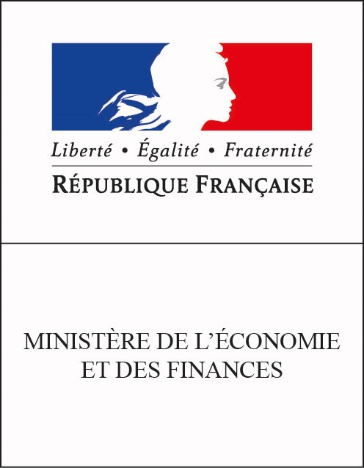 Liberté • Égalité • Fraternité
RÉPUBLIQUE FRANÇAISE
MINISTÈRE DE L’ÉCONOMIE
ET DES FINANCES